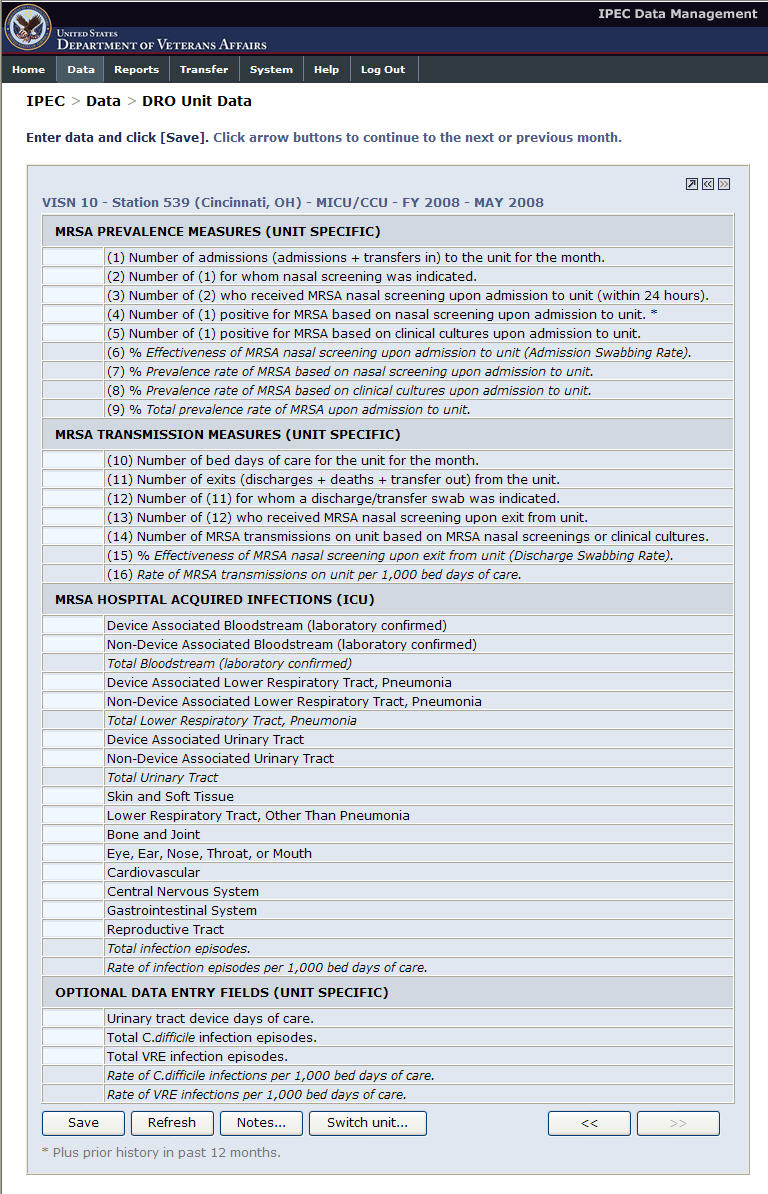 IPEC Data Management
UNITED STATES
DEPARTMENT OF VETERANS AFFAIRS
Home Data Reports Transfer System Help Log Out
IPEC > Data > DRO Unit Data
Enter data and click [Save]. Click arrow buttons to continue to the next or previous month.
VISN 10 - Station 539 (Cincinnati, OH) - MICU/CCU - FY 2008 - MAY 2008
MRSA PREVALENCE MEASURES (UNIT SPECIFIC)
(1) Number of admissions (admissions + transfers in) to the unit for the month.
(2) Number of (1) for whom nasal screening was indicated.
(3) Number of (2) who received MRSA nasal screening upon admission to unit (within 24 hours).
(4) Number of (1) positive for MRSA based on nasal screening upon admission to unit. *
(5) Number of (1) positive for MRSA based on clinical cultures upon admission to unit.
(6) % Effectiveness of MRSA nasal screening upon admission to unit (Admission Swabbing Rate).
(7) % Prevalence rate of MRSA based on nasal screening upon admission to unit.
(8) % Prevalence rate of MRSA based on clinical cultures upon admission to unit.
(9) % Total prevalence rate of MRSA upon admission to unit.
MRSA TRANSMISSION MEASURES (UNIT SPECIFIC)
(10) Number of bed days of care for the unit for the month.
(11) Number of exits (discharges + deaths + transfer out) from the unit.
(12) Number of (11) for whom a discharge/transfer swab was indicated.
(13) Number of (12) who received MRSA nasal screening upon exit from unit.
(14) Number of MRSA transmissions on unit based on MRSA nasal screenings or clinical cultures.
(15) % Effectiveness of MRSA nasal screening upon exit from unit (Discharge Swabbing Rate).
(16) Rate of MRSA transmissions on unit per 1,000 bed days of care.
MRSA HOSPITAL ACQUIRED INFECTIONS (ICU)
Device Associated Bloodstream (laboratory confirmed)
Non-Device Associated Bloodstream (laboratory confirmed)
Total Bloodstream (laboratory confirmed)
Device Associated Lower Respiratory Tract, Pneumonia
Non-Device Associated Lower Respiratory Tract, Pneumonia
Total Lower Respiratory Tract, Pneumonia
Device Associated Urinary Tract
Non-Device Associated Urinary Tract
Total Urinary Tract
Skin and Soft Tissue
Lower Respiratory Tract, Other Than Pneumonia
Bone and Joint
Eye, Ear, Nose, Throat, or Mouth
Cardiovascular
Central Nervous System
Gastrointestinal System
Reproductive Tract
Total infection episodes.
Rate of infection episodes per 1,000 bed days of care.
OPTIONAL DATA ENTRY FIELDS (UNIT SPECIFIC)
Urinary tract device days of care.
Total C.difficile infection episodes.
Total VRE infection episodes.
Rate of C.difficile infections per 1,000 bed days of care.
Rate of VRE infections per 1,000 bed days of care.
Save Refresh Notes... Switch unit... << >>
* Plus prior history in past 12 months.